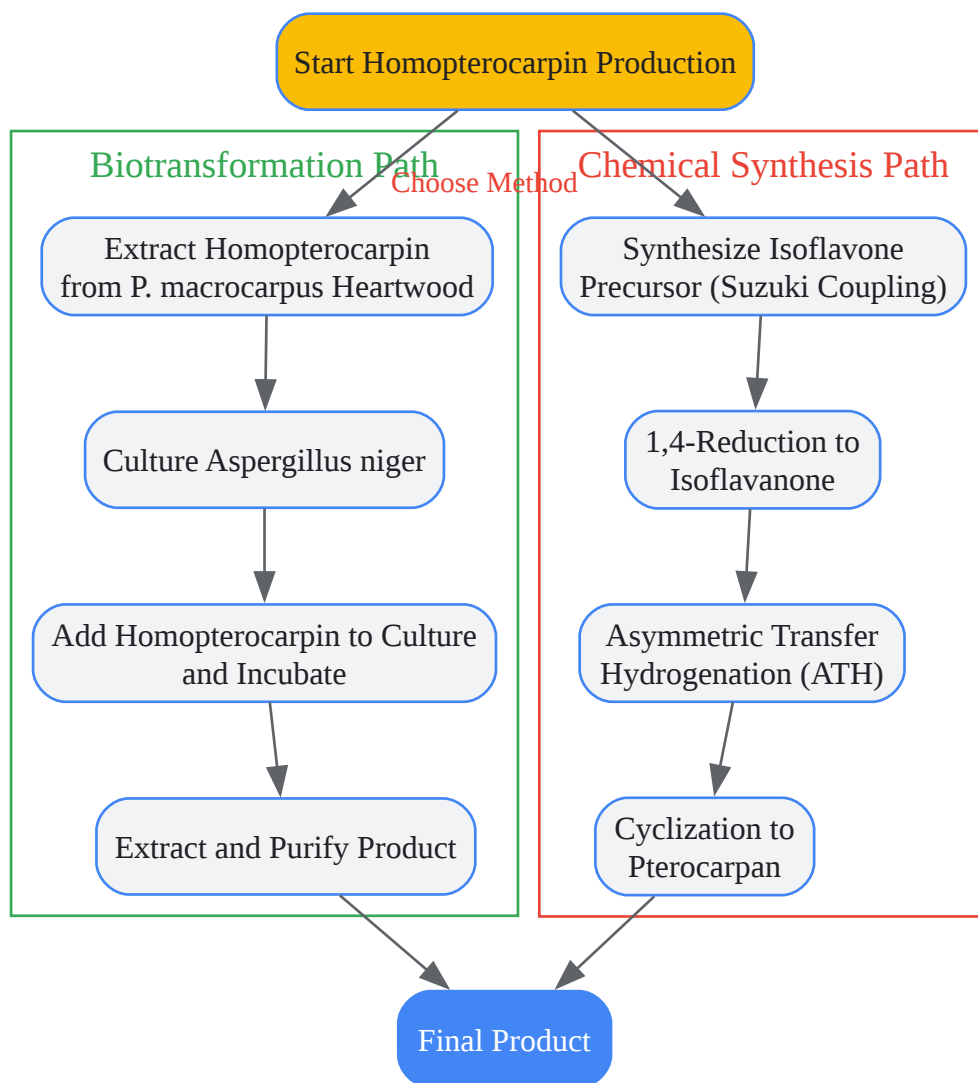 Start Homopterocarpin Production
Biotransformation Path
Choose Method
Chemical Synthesis Path
Extract Homopterocarpin
from P. macrocarpus Heartwood
Synthesize Isoflavone
Precursor (Suzuki Coupling)
Culture Aspergillus niger
1,4-Reduction to
Isoflavanone
Add Homopterocarpin to Culture
and Incubate
Asymmetric Transfer
Hydrogenation (ATH)
Extract and Purify Product
Cyclization to
Pterocarpan
Final Product